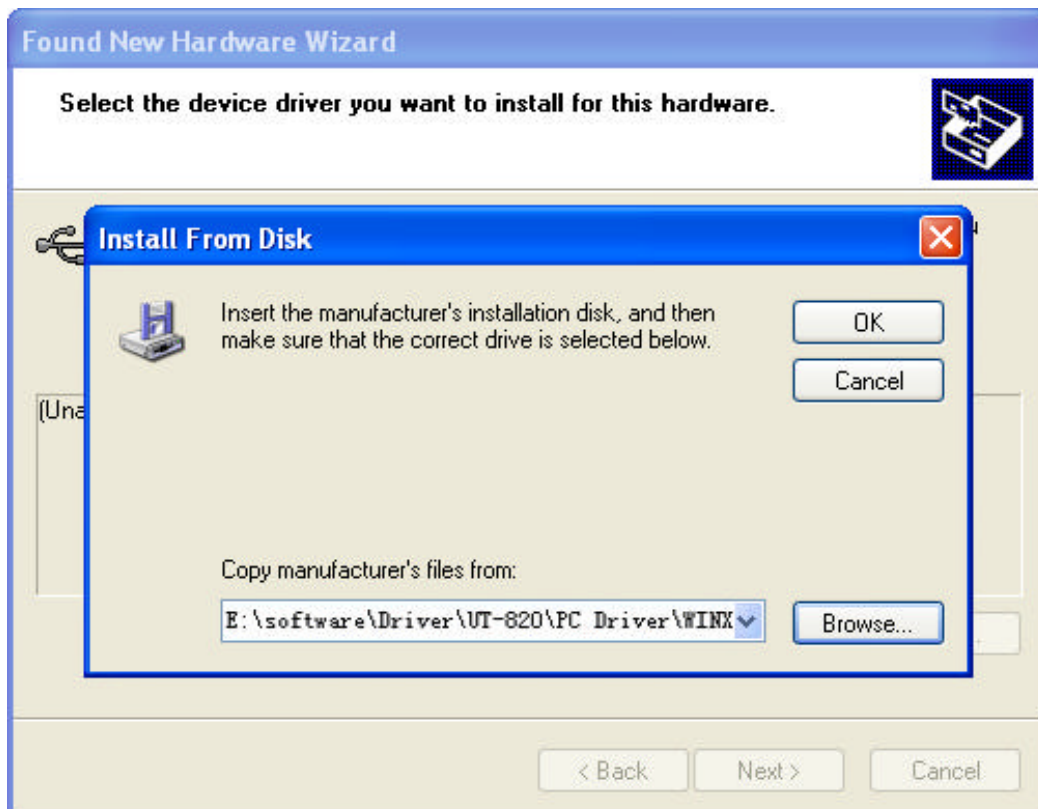 Found New Hardware Wizard
Select the device driver you want to install for this hardware.
Install From Disk
Insert the manufacturer's installation disk, and then
make sure that the correct drive is selected below.
OK
Cancel
(Una
Copy manufacturer's files from:
E:\software\Driver\UT-820\PC Driver\WINX
Browse...
< Back
Next >
Cancel